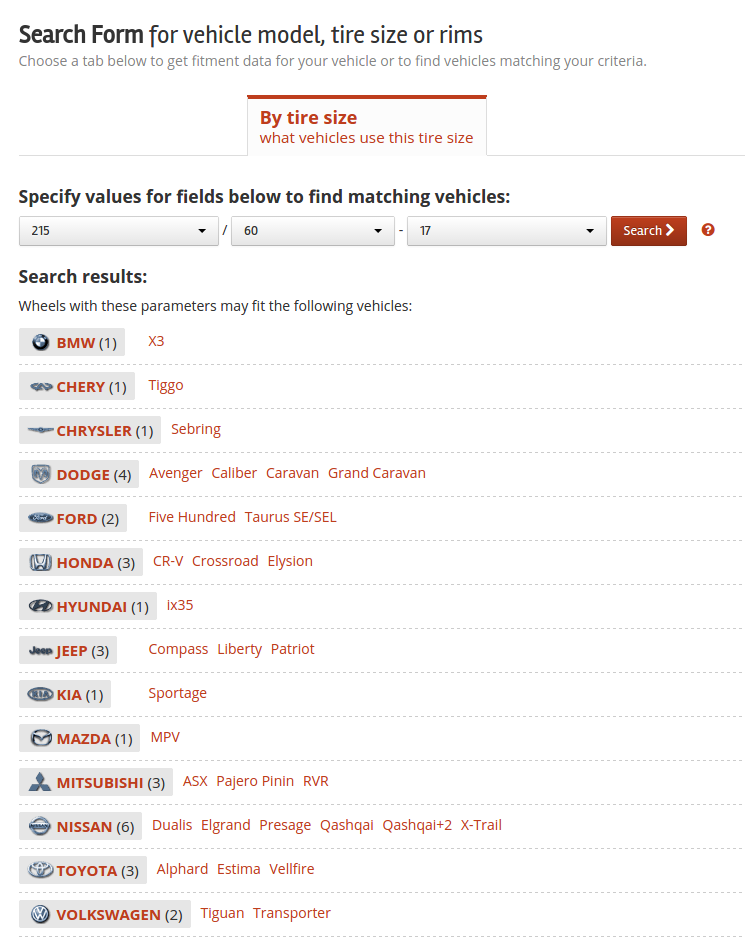 Search Form for vehicle model, tire size or rims
Choose a tab below to get fitment data for your vehicle or to find vehicles matching your criteria.
By tire size
what vehicles use this tire size
Specify values for fields below to find matching vehicles:
215 / 60 - 17 Search ?
Search results:
Wheels with these parameters may fit the following vehicles:
BMW (1) X3
CHERY (1) Tiggo
CHRYSLER (1) Sebring
DODGE (4) Avenger Caliber Caravan Grand Caravan
Ford FORD (2) Five Hundred Taurus SE/SEL
HONDA (3) CR-V Crossroad Elysion
HYUNDAI (1) ix35
Jeep JEEP (3) Compass Liberty Patriot
KIA KIA (1) Sportage
MAZDA (1) MPV
MITSUBISHI (3) ASX Pajero Pinin RVR
NISSAN (6) Dualis Elgrand Presage Qashqai Qashqai+2 X-Trail
TOYOTA (3) Alphard Estima Vellfire
VOLKSWAGEN (2) Tiguan Transporter